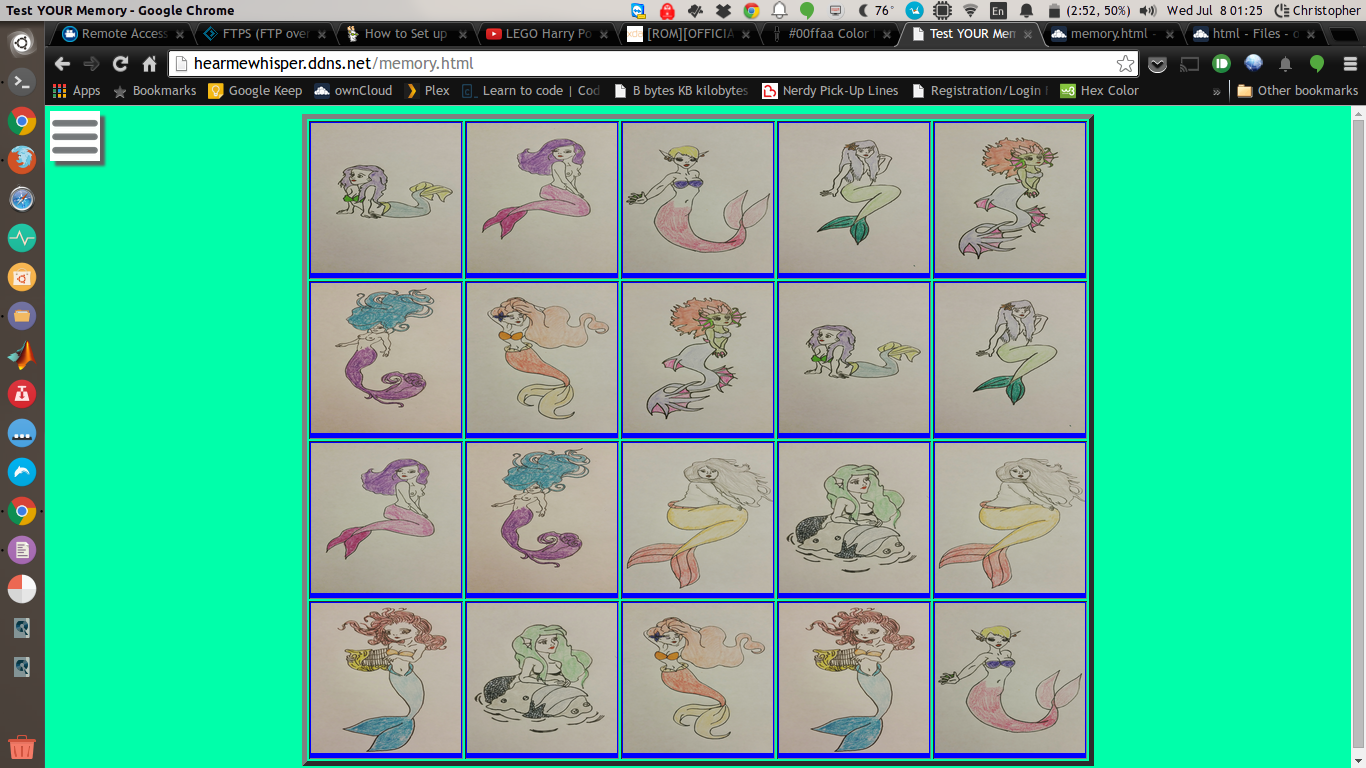 Test YOUR Memory - Google Chrome
76°
En
(2:52, 50%)
Wed Jul 8 01:25
Christopher
Remote Access
FTPS (FTP over
How to Set up
LEGO Harry Po
[ROM][OFFICIA
#00ffaa Color
Test YOUR Mem
memory.html -
html - Files - o
hearmewhisper.ddns.net/memory.html
Apps
Bookmarks
Google Keep
ownCloud
Plex
Learn to code | Cod
B bytes KB kilobytes
Nerdy Pick-Up Lines
Registration/Login
Hex Color
»
Other bookmarks